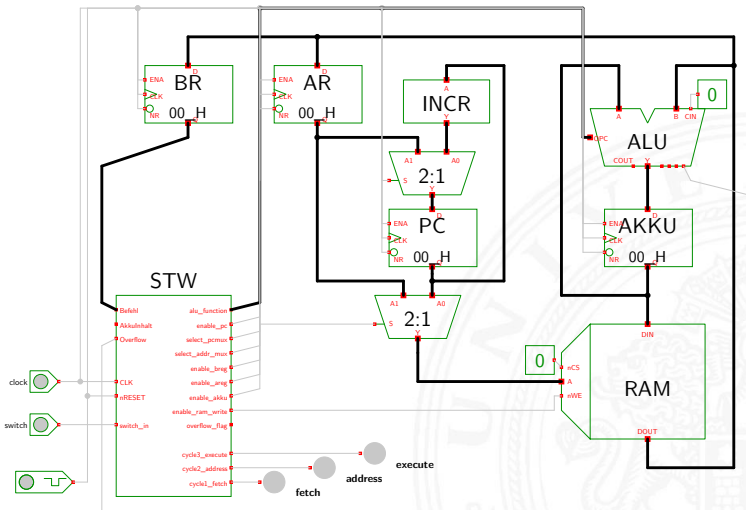 BR
D
ENA
CLK
NR
00_H
Q
AR
D
ENA
CLK
NR
00_H
Q
INCR
A
Y
A1
A0
S
2:1
Y
PC
D
ENA
CLK
NR
00_H
Q
A1
A0
S
2:1
Y
ALU
A
B
CIN
0
OPC
COUT
Y
AKKU
D
ENA
CLK
NR
00_H
Q
RAM
DIN
0
nCS
A
nWE
DOUT
STW
Befehl
AkkuInhalt
Overflow
CLK
nRESET
switch_in
alu_function
enable_pc
select_pcmux
select_addr_mux
enable_breg
enable_areg
enable_akku
enable_ram_write
overflow_flag
cycle3_execute
cycle2_address
cycle1_fetch
clock
switch
execute
address
fetch